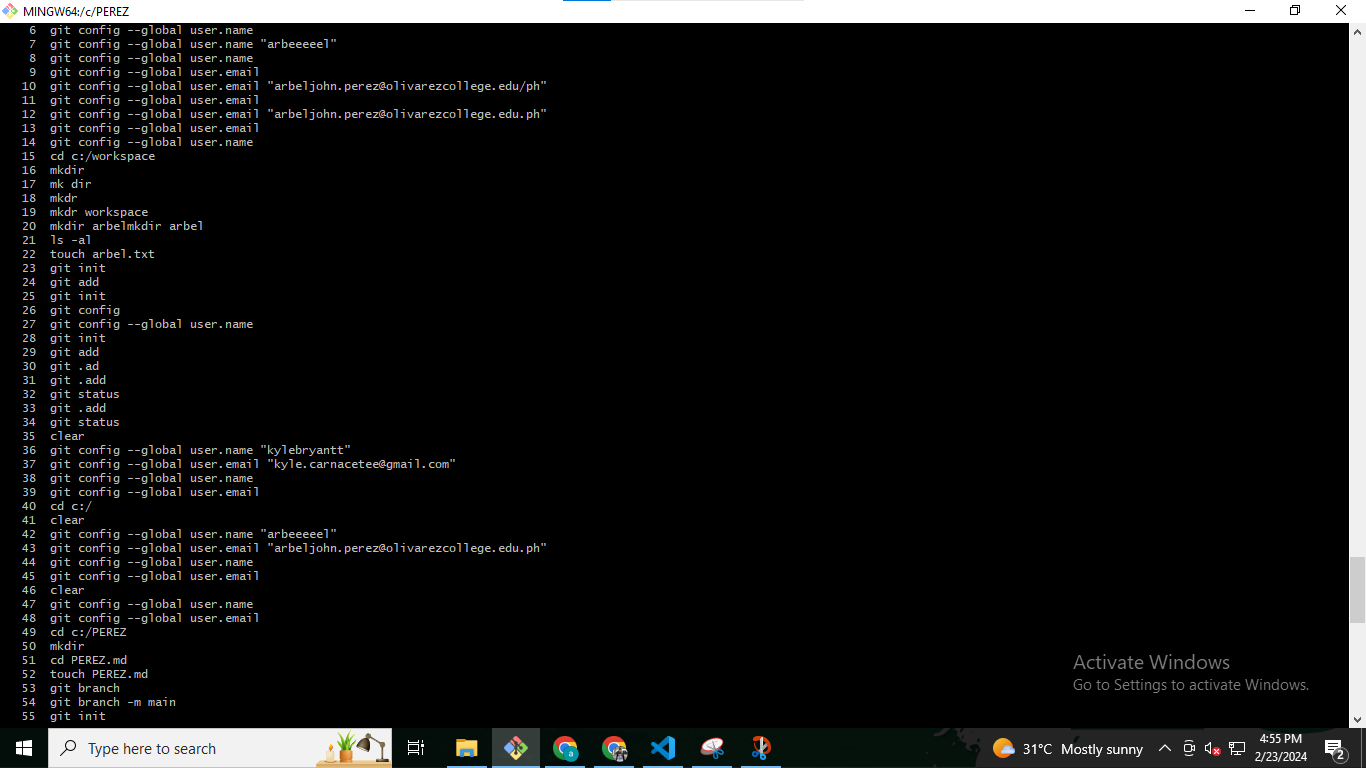 MINGW64:/c/PEREZ
6 git config --global user.name
7 git config --global user.name "arbeeeeel"
8 git config --global user.name
9 git config --global user.email
10 git config --global user.email "arbeljohn.perez@olivarezcollege.edu/ph"
11 git config --global user.email
12 git config --global user.email "arbeljohn.perez@olivarezcollege.edu.ph"
13 git config --global user.email
14 git config --global user.name
15 cd c:/workspace
16 mkdir
17 mk dir
18 mkdr
19 mkdr workspace
20 mkdir arbelmkdir arbel
21 ls -al
22 touch arbel.txt
23 git init
24 git add
25 git init
26 git config
27 git config --global user.name
28 git init
29 git add
30 git .ad
31 git .add
32 git status
33 git .add
34 git status
35 clear
36 git config --global user.name "kylebryantt"
37 git config --global user.email "kyle.carnacetee@gmail.com"
38 git config --global user.name
39 git config --global user.email
40 cd c:/
41 clear
42 git config --global user.name "arbeeeeel"
43 git config --global user.email "arbeljohn.perez@olivarezcollege.edu.ph"
44 git config --global user.name
45 git config --global user.email
46 clear
47 git config --global user.name
48 git config --global user.email
49 cd c:/PEREZ
50 mkdir
51 cd PEREZ.md
52 touch PEREZ.md
53 git branch
54 git branch -m main
55 git init
Activate Windows
Go to Settings to activate Windows.
Type here to search
31°C Mostly sunny
4:55 PM
2/23/2024
2